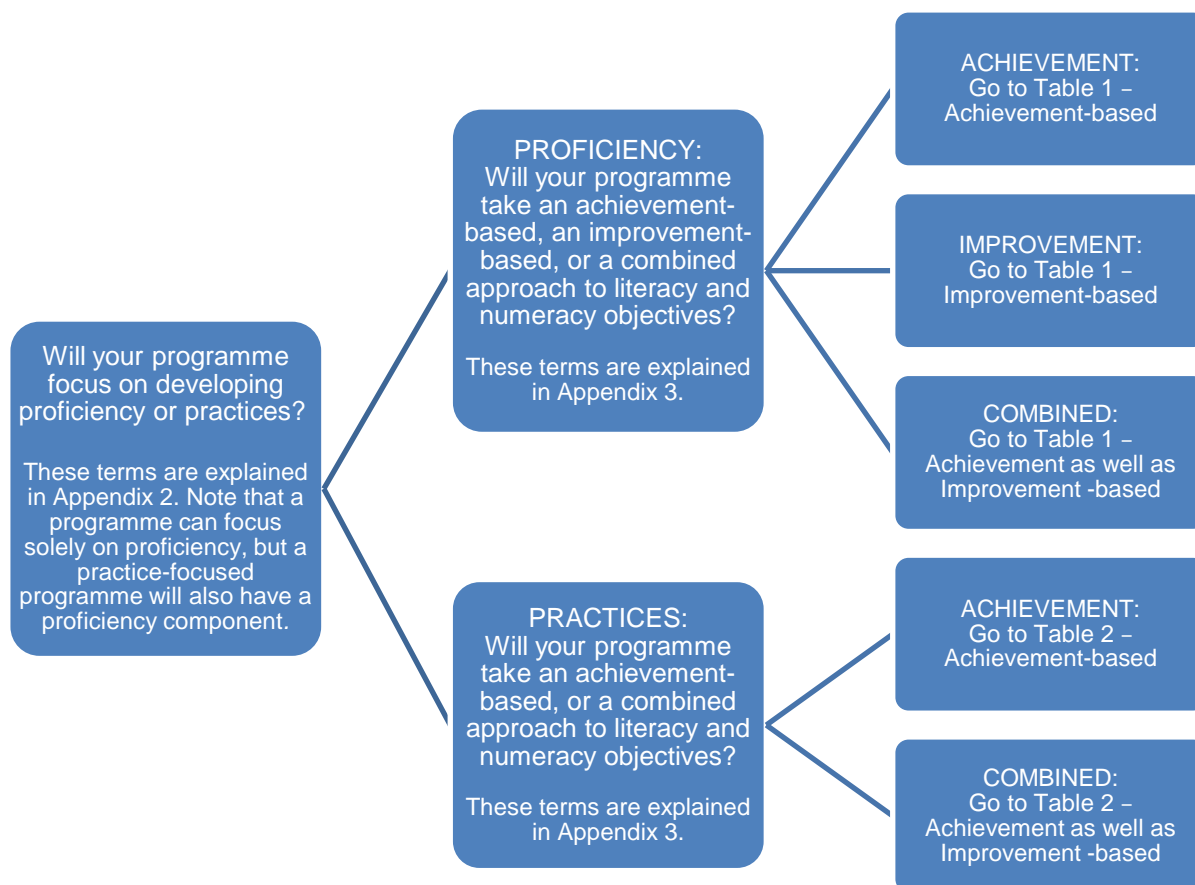 Will your programme
focus on developing
proficiency or practices?
These terms are explained
in Appendix 2. Note that a
programme can focus
solely on proficiency, but a
practice-focused
programme will also have a
proficiency component.
PROFICIENCY:
Will your programme
take an achievement-
based, an improvement-
based, or a combined
approach to literacy and
numeracy objectives?
These terms are explained
in Appendix 3.
PRACTICES:
Will your programme
take an achievement-
based, or a combined
approach to literacy and
numeracy objectives?
These terms are explained
in Appendix 3.
ACHIEVEMENT:
Go to Table 1 –
Achievement-based
IMPROVEMENT:
Go to Table 1 –
Improvement-based
COMBINED:
Go to Table 1 –
Achievement as well as
Improvement -based
ACHIEVEMENT:
Go to Table 2 –
Achievement-based
COMBINED:
Go to Table 2 –
Achievement as well as
Improvement -based